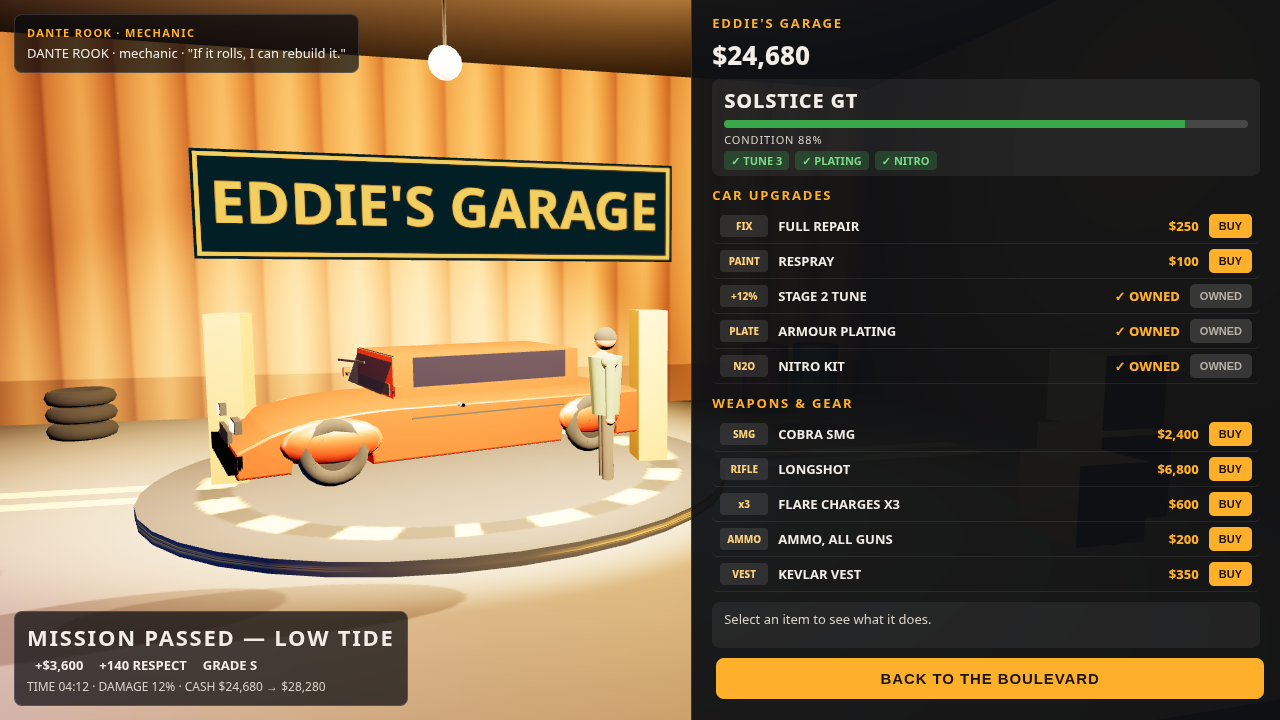 DANTE ROOK · MECHANIC
DANTE ROOK · mechanic · "If it rolls, I can rebuild it."
EDDIE'S GARAGE
MISSION PASSED — LOW TIDE
+$3,600 +140 RESPECT GRADE S
TIME 04:12 · DAMAGE 12% · CASH $24,680 → $28,280
EDDIE'S GARAGE
$24,680
SOLSTICE GT
CONDITION 88%
✓ TUNE 3 ✓ PLATING ✓ NITRO
CAR UPGRADES
FIX FULL REPAIR $250 BUY
PAINT RESPRAY $100 BUY
+12% STAGE 2 TUNE ✓ OWNED OWNED
PLATE ARMOUR PLATING ✓ OWNED OWNED
N2O NITRO KIT ✓ OWNED OWNED
WEAPONS & GEAR
SMG COBRA SMG $2,400 BUY
RIFLE LONGSHOT $6,800 BUY
x3 FLARE CHARGES X3 $600 BUY
AMMO AMMO, ALL GUNS $200 BUY
VEST KEVLAR VEST $350 BUY
Select an item to see what it does.
BACK TO THE BOULEVARD